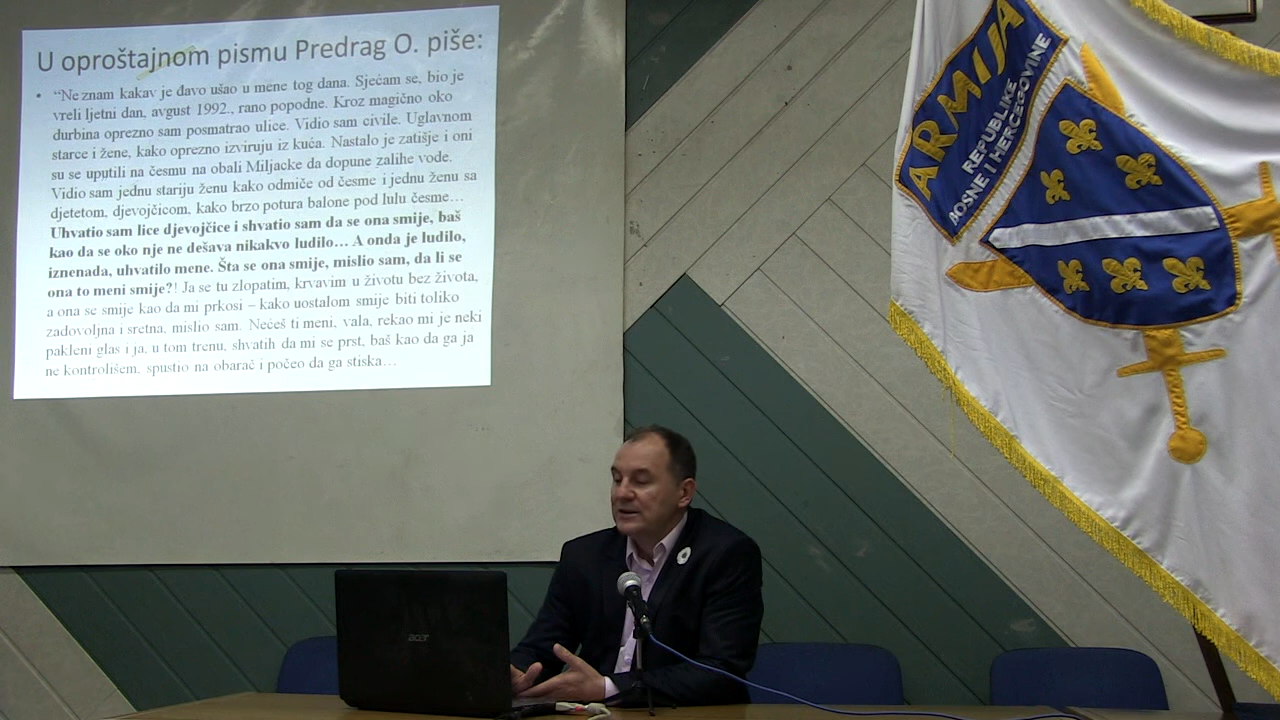 U oproštajnom pismu Predrag O. piše:
• “Ne znam kakav je đavo ušao u mene tog dana. Sjećam se, bio je
vreli ljetni dan, avgust 1992., rano popodne. Kroz magično oko
durbina oprezno sam posmatrao ulice. Vidio sam civile. Uglavnom
starce i žene, kako oprezno izviruju iz kuća. Nastalo je zatišje i oni
su se uputili na česmu na obali Miljacke da dopune zalihe vode.
Vidio sam jednu stariju ženu kako odmiče od česme i jednu ženu sa
djetetom, djevojčicom, kako brzo potura balone pod lulu česme…
Uhvatio sam lice djevojčice i shvatio sam da se ona smije, baš
kao da se oko nje ne dešava nikakvo ludilo… A onda je ludilo,
iznenada, uhvatilo mene. Šta se ona smije, mislio sam, da li se
ona to meni smije?! Ja se tu zlopatim, krvavim u životu bez života,
a ona se smije kao da mi prkosi – kako uostalom smije biti toliko
zadovoljna i sretna, mislio sam. Nećeš ti meni, vala, rekao mi je neki
pakleni glas i ja, u tom trenu, shvatih da mi se prst, baš kao da ga ja
ne kontrolišem, spustio na obarač i počeo da ga stiska…
ARMIJA
REPUBLIKE
BOSNE I HERCEGOVINE
acer